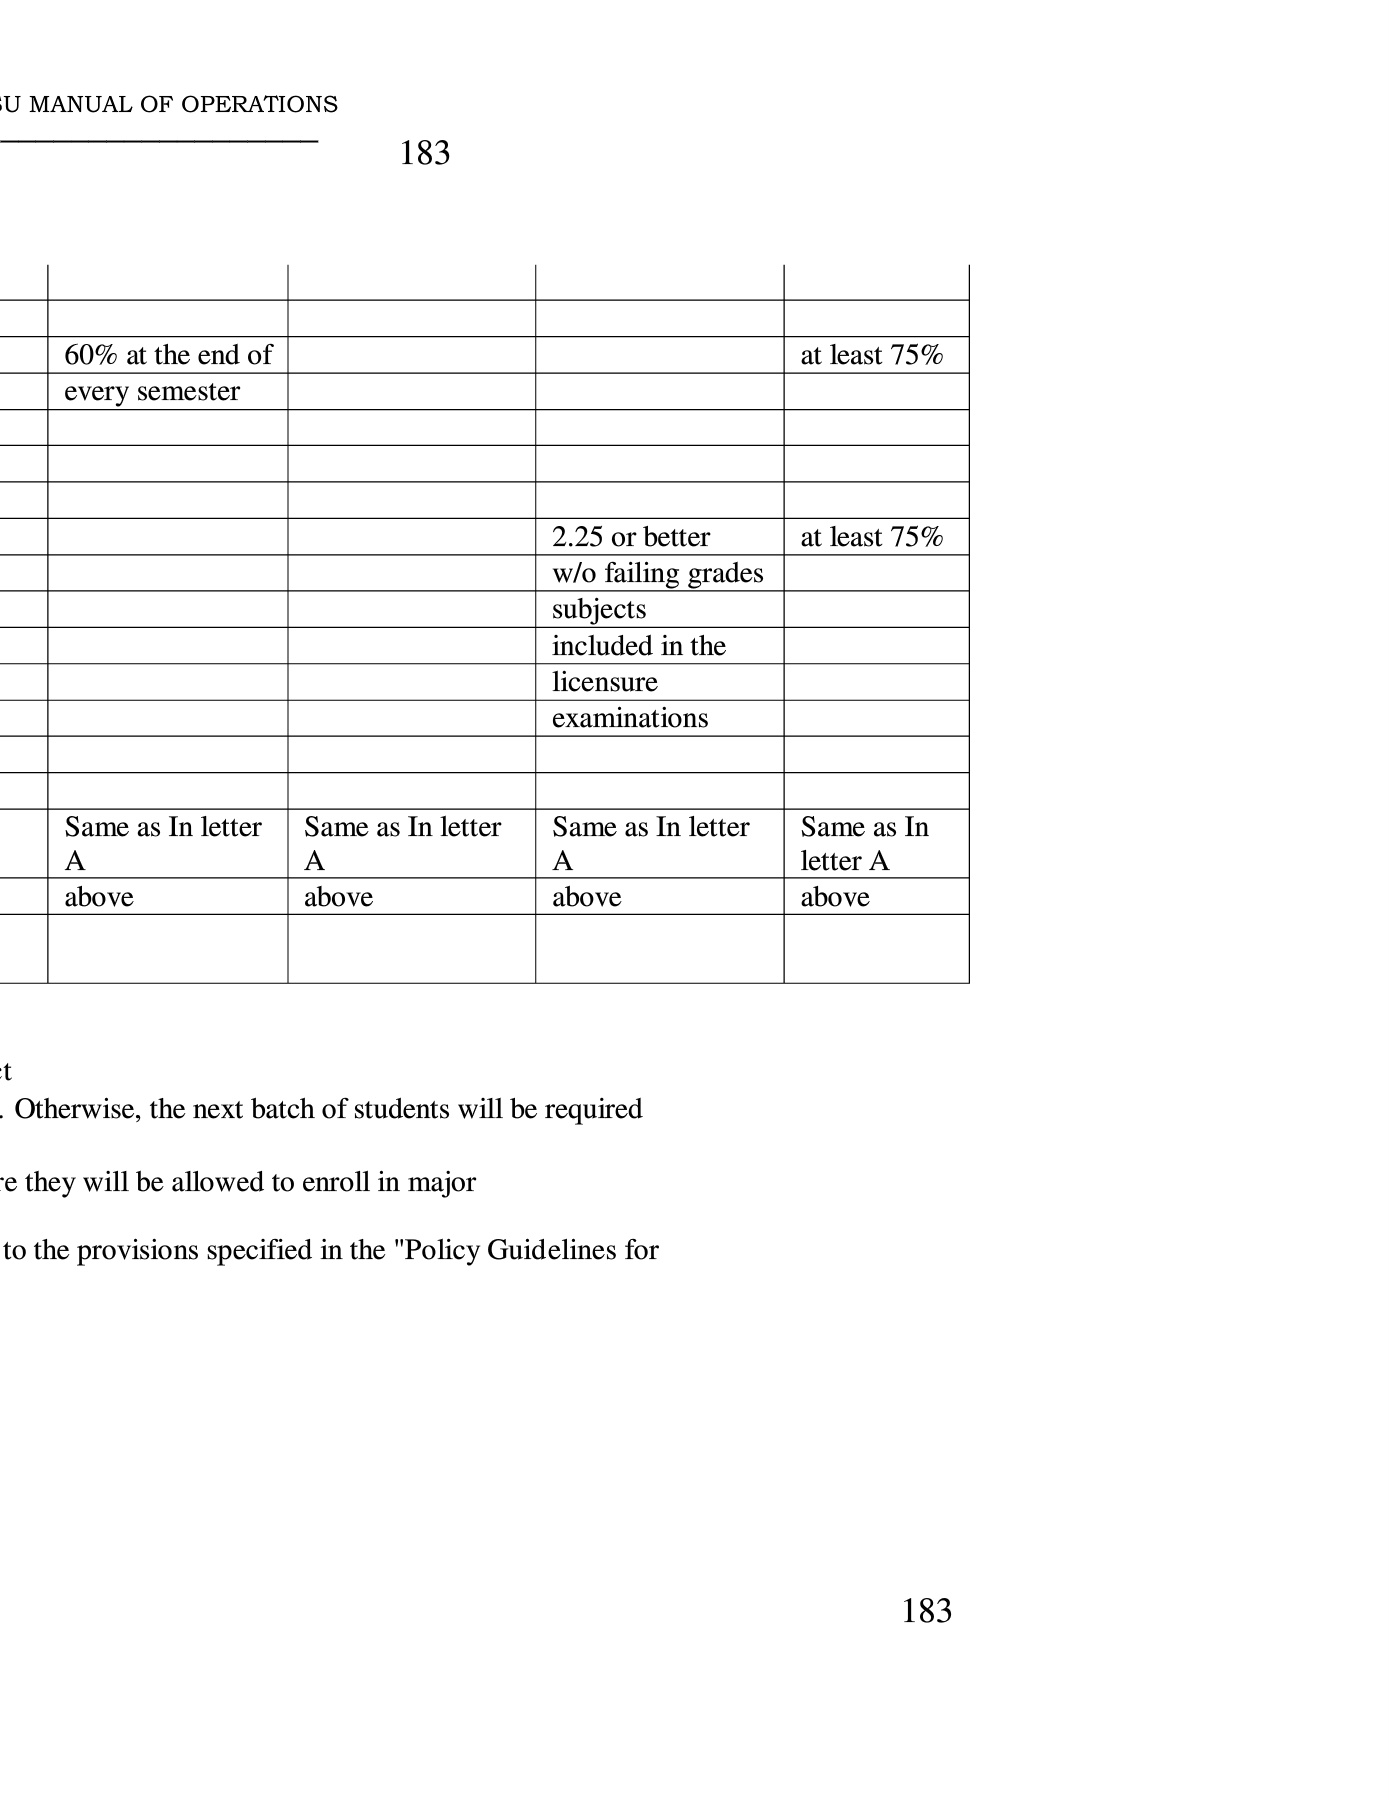 SU MANUAL OF OPERATIONS
183
60% at the end of at least 75%
every semester
2.25 or better at least 75%
w/o failing grades
subjects
included in the
licensure
examinations
Same as In letter Same as In letter Same as In letter Same as In
A A A letter A
above above above above
. Otherwise, the next batch of students will be required
they will be allowed to enroll in major
to the provisions specified in the "Policy Guidelines for
183